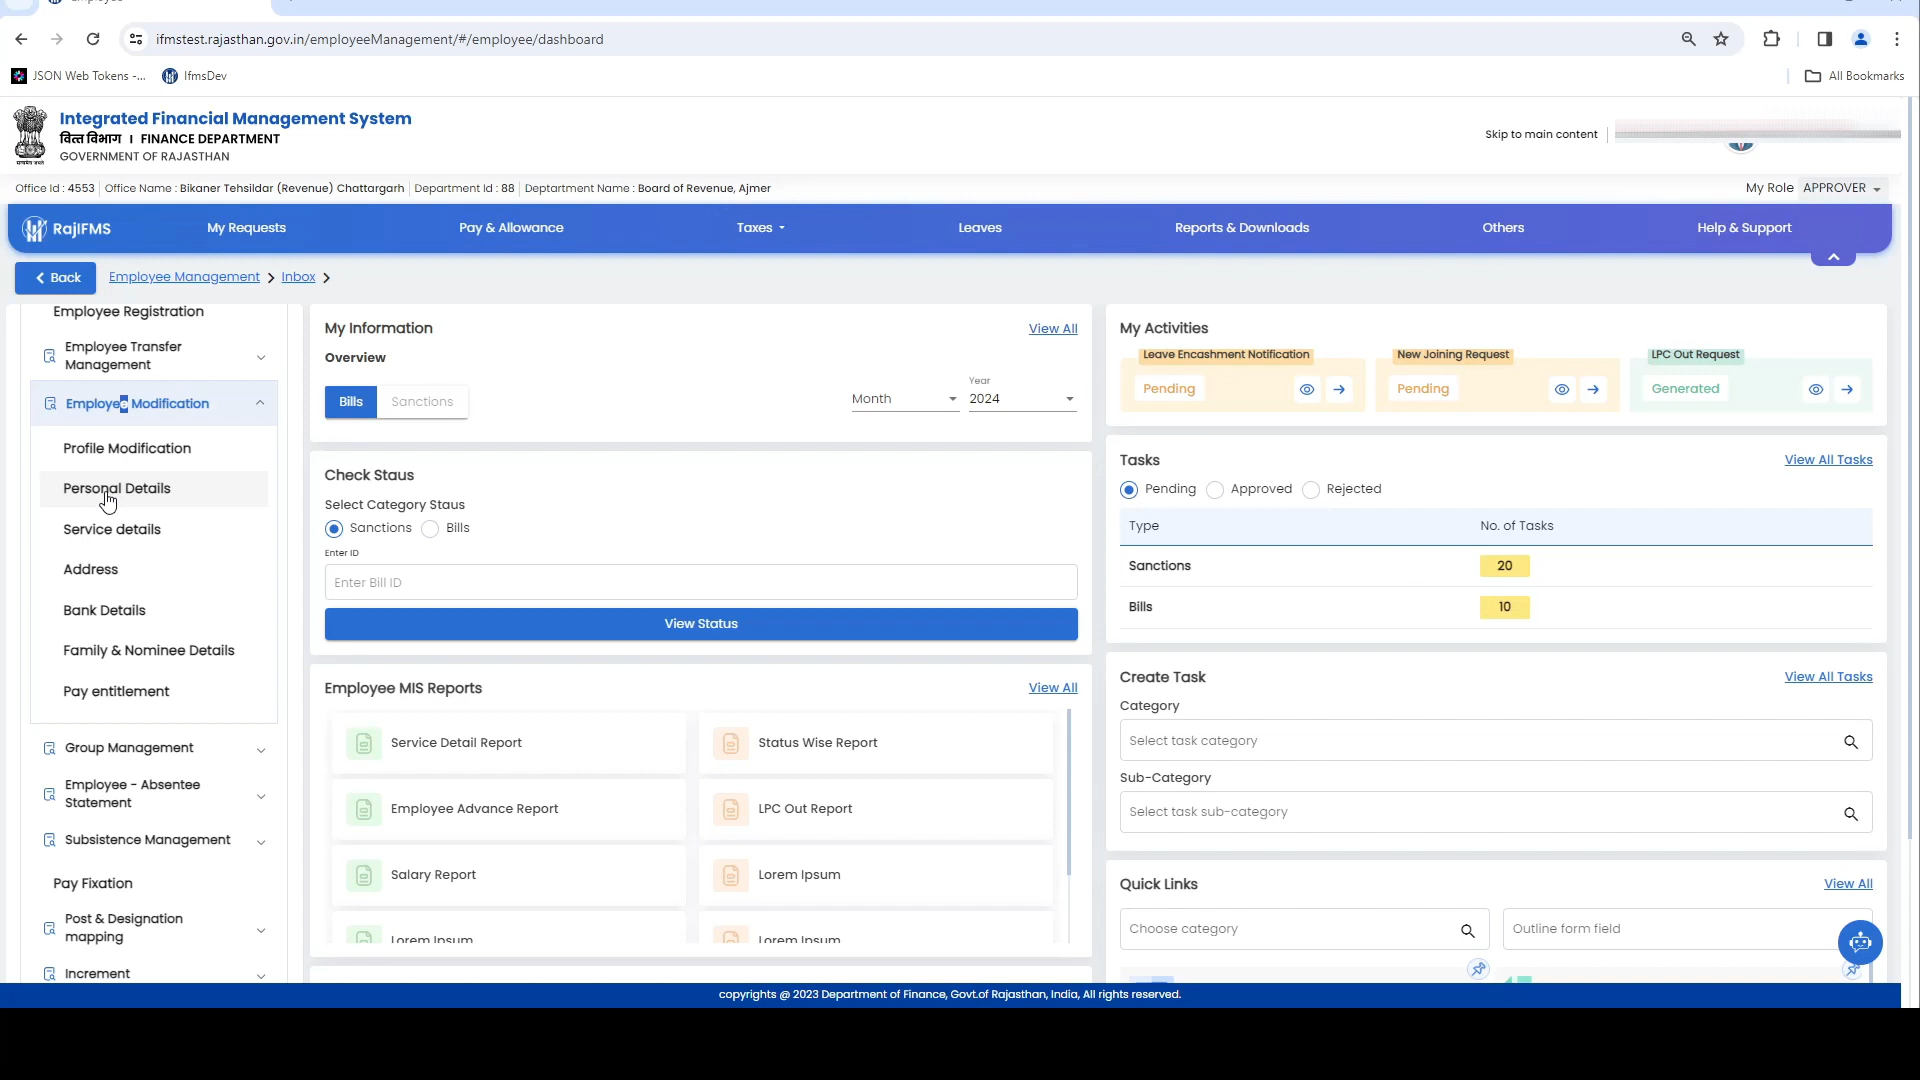 ifmstest.rajasthan.gov.in/employeeManagement/#/employee/dashboard
JSON Web Tokens -...
IfmsDev
All Bookmarks
Integrated Financial Management System
वित्त विभाग | FINANCE DEPARTMENT
GOVERNMENT OF RAJASTHAN
Skip to main content
Office Id : 4553 Office Name : Bikaner Tehsildar (Revenue) Chattargarh Department Id : 88 Deptartment Name : Board of Revenue, Ajmer
My Role APPROVER
RajIFMS
My Requests
Pay & Allowance
Taxes
Leaves
Reports & Downloads
Others
Help & Support
Back
Employee Management > Inbox >
Employee Registration
Employee Transfer
Management
Employee Modification
Profile Modification
Personal Details
Service details
Address
Bank Details
Family & Nominee Details
Pay entitlement
Group Management
Employee - Absentee
Statement
Subsistence Management
Pay Fixation
Post & Designation
mapping
Increment
My Information
View All
Overview
Bills
Sanctions
Month
Year
2024
Check Staus
Select Category Staus
Sanctions
Bills
Enter ID
Enter Bill ID
View Status
Employee MIS Reports
View All
Service Detail Report
Status Wise Report
Employee Advance Report
LPC Out Report
Salary Report
Lorem Ipsum
Lorem Ipsum
Lorem Ipsum
My Activities
Leave Encashment Notification
Pending
New Joining Request
Pending
LPC Out Request
Generated
Tasks
View All Tasks
Pending
Approved
Rejected
Type
No. of Tasks
Sanctions
20
Bills
10
Create Task
View All Tasks
Category
Select task category
Sub-Category
Select task sub-category
Quick Links
View All
Choose category
Outline form field
copyrights @ 2023 Department of Finance, Govt.of Rajasthan, India, All rights reserved.